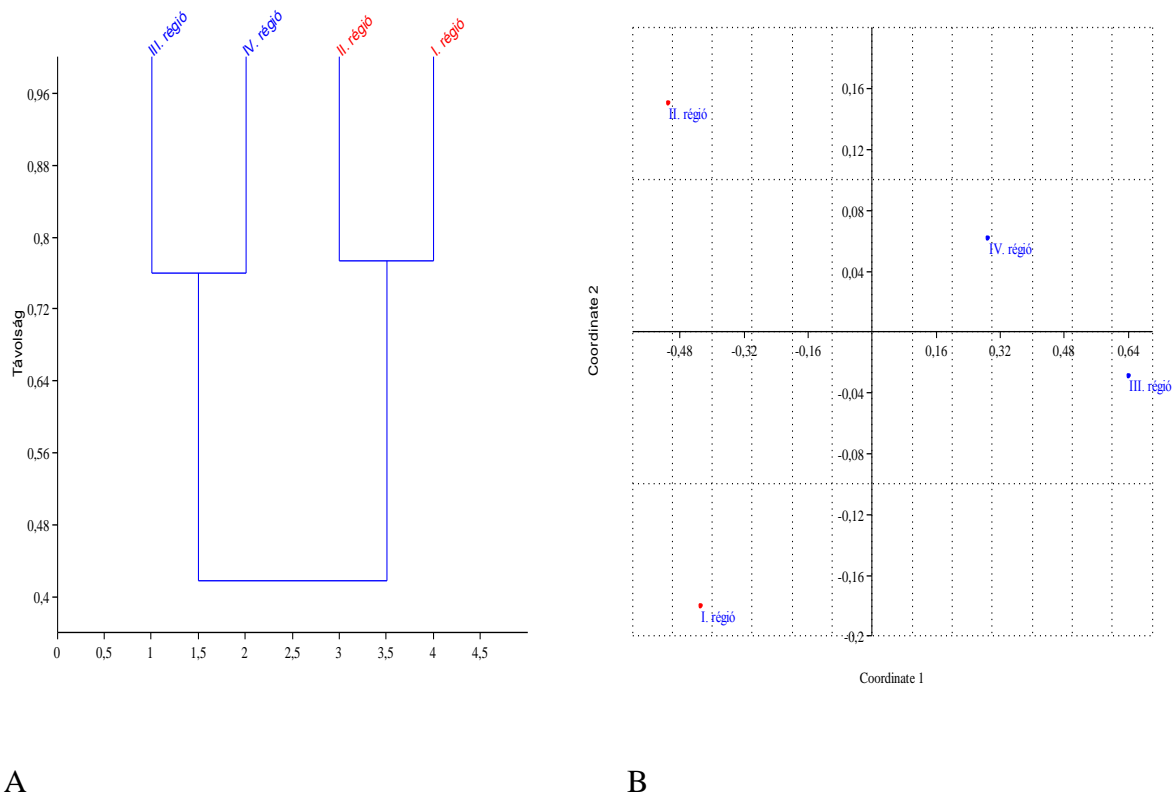 III. régió
IV. régió
II. régió
I. régió
0,96
0,88
0,8
0,72
0,64
0,56
0,48
0,4
Távolság
0
0,5
1
1,5
2
2,5
3
3,5
4
4,5
0,16
0,12
0,08
0,04
-0,04
-0,08
-0,12
-0,16
-0,2
Coordinate 2
-0,48
-0,32
-0,16
0,16
0,32
0,48
0,64
II. régió
IV. régió
III. régió
I. régió
Coordinate 1
A
B